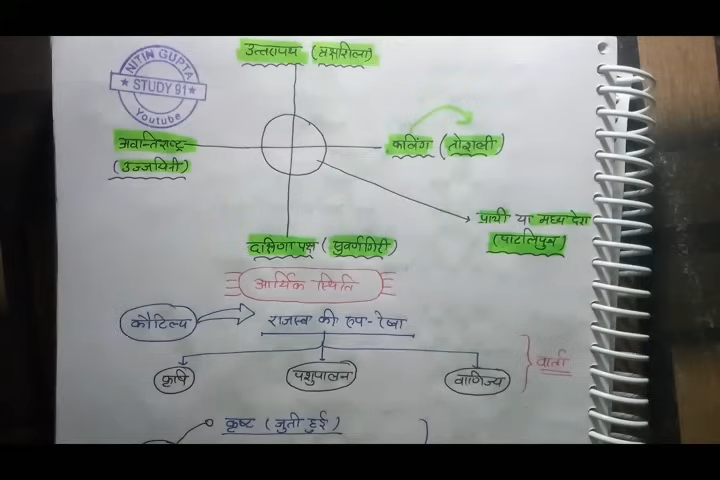 उत्तरापथ (तक्षशिला)
NITIN GUPTA
★ STUDY 91 ★
Youtube
अवन्तिराष्ट्र
(उज्जयिनी)
कलिंग (तोशली)
प्राची या मध्य देश
(पाटलिपुत्र)
दक्षिणापथ (सुवर्णगिरी)
आर्थिक स्थिति
कौटिल्य
राजस्व की रुप-रेखा
वार्ता
कृषि
पशुपालन
वाणिज्य
कृष्ट (जुती हुई)